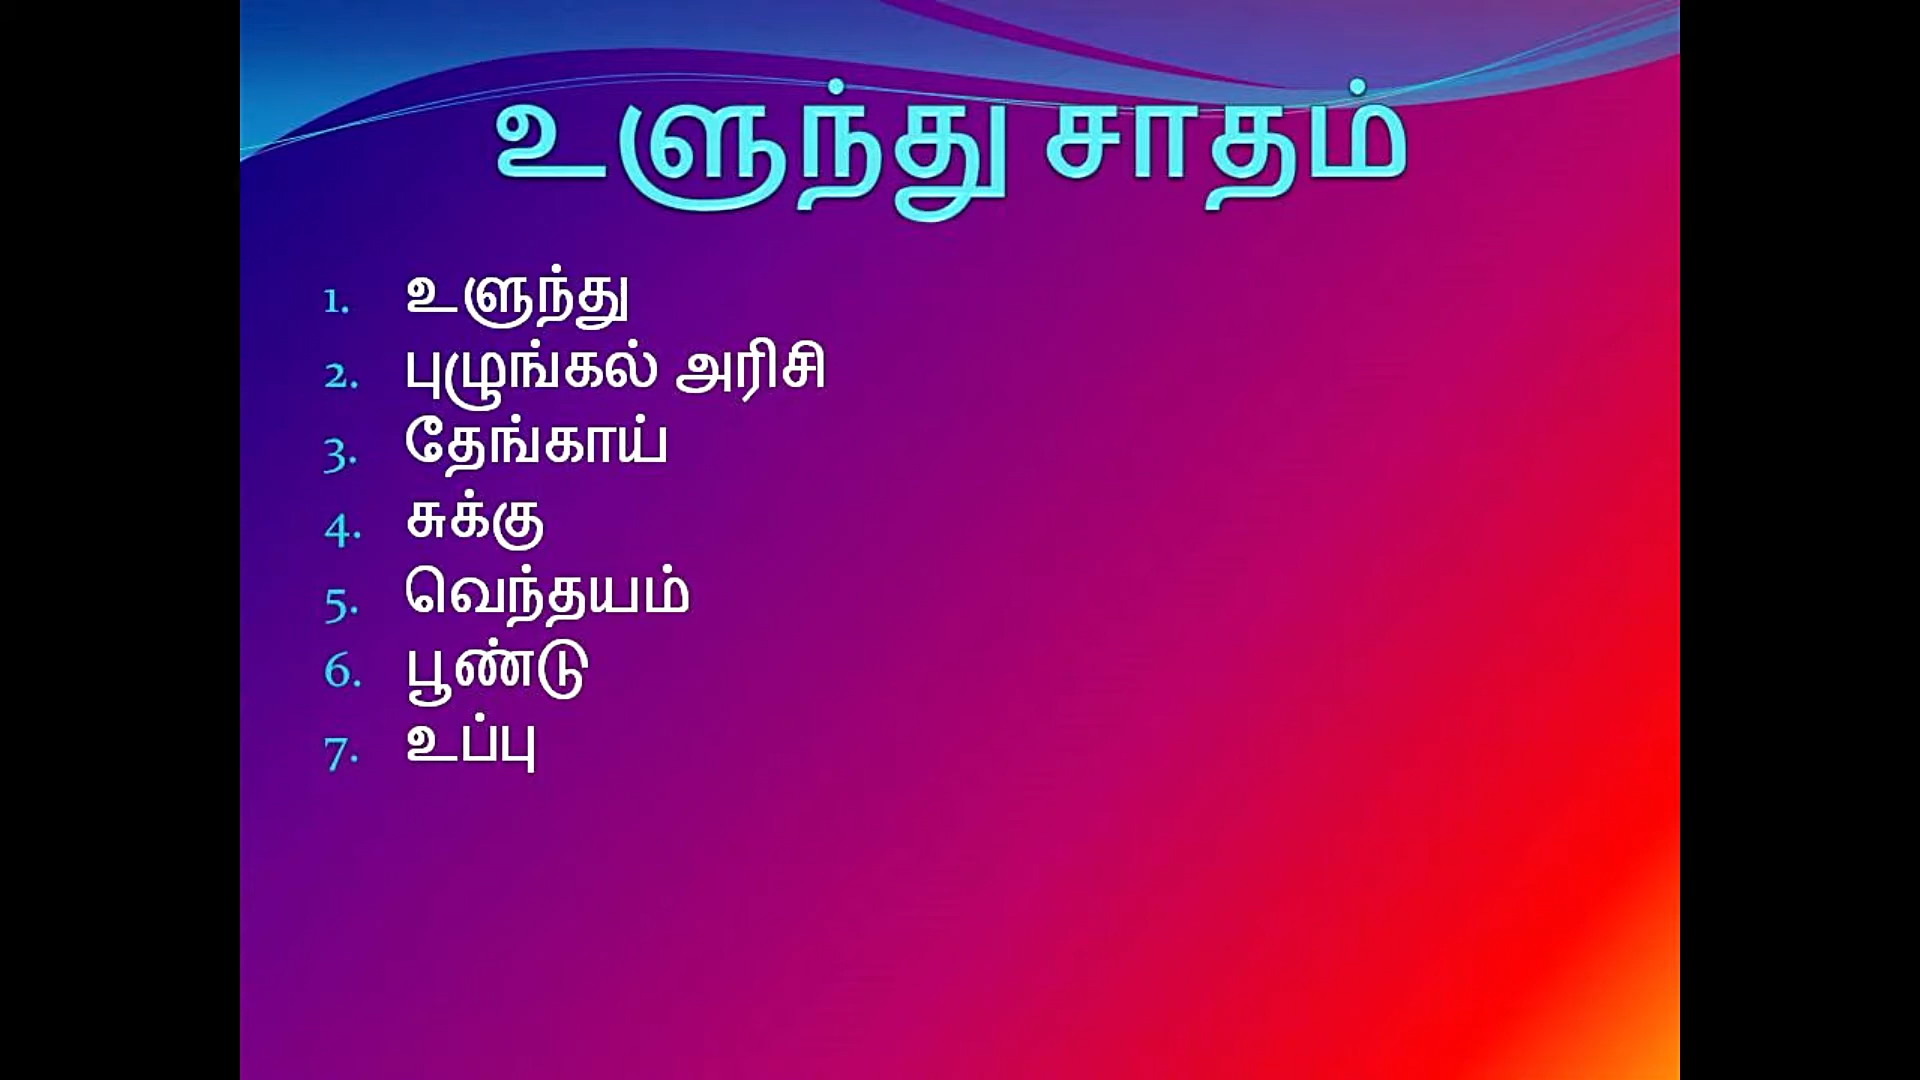 உளுந்து சாதம்
1. உளுந்து
2. புழுங்கல் அரிசி
3. தேங்காய்
4. சுக்கு
5. வெந்தயம்
6. பூண்டு
7. உப்பு